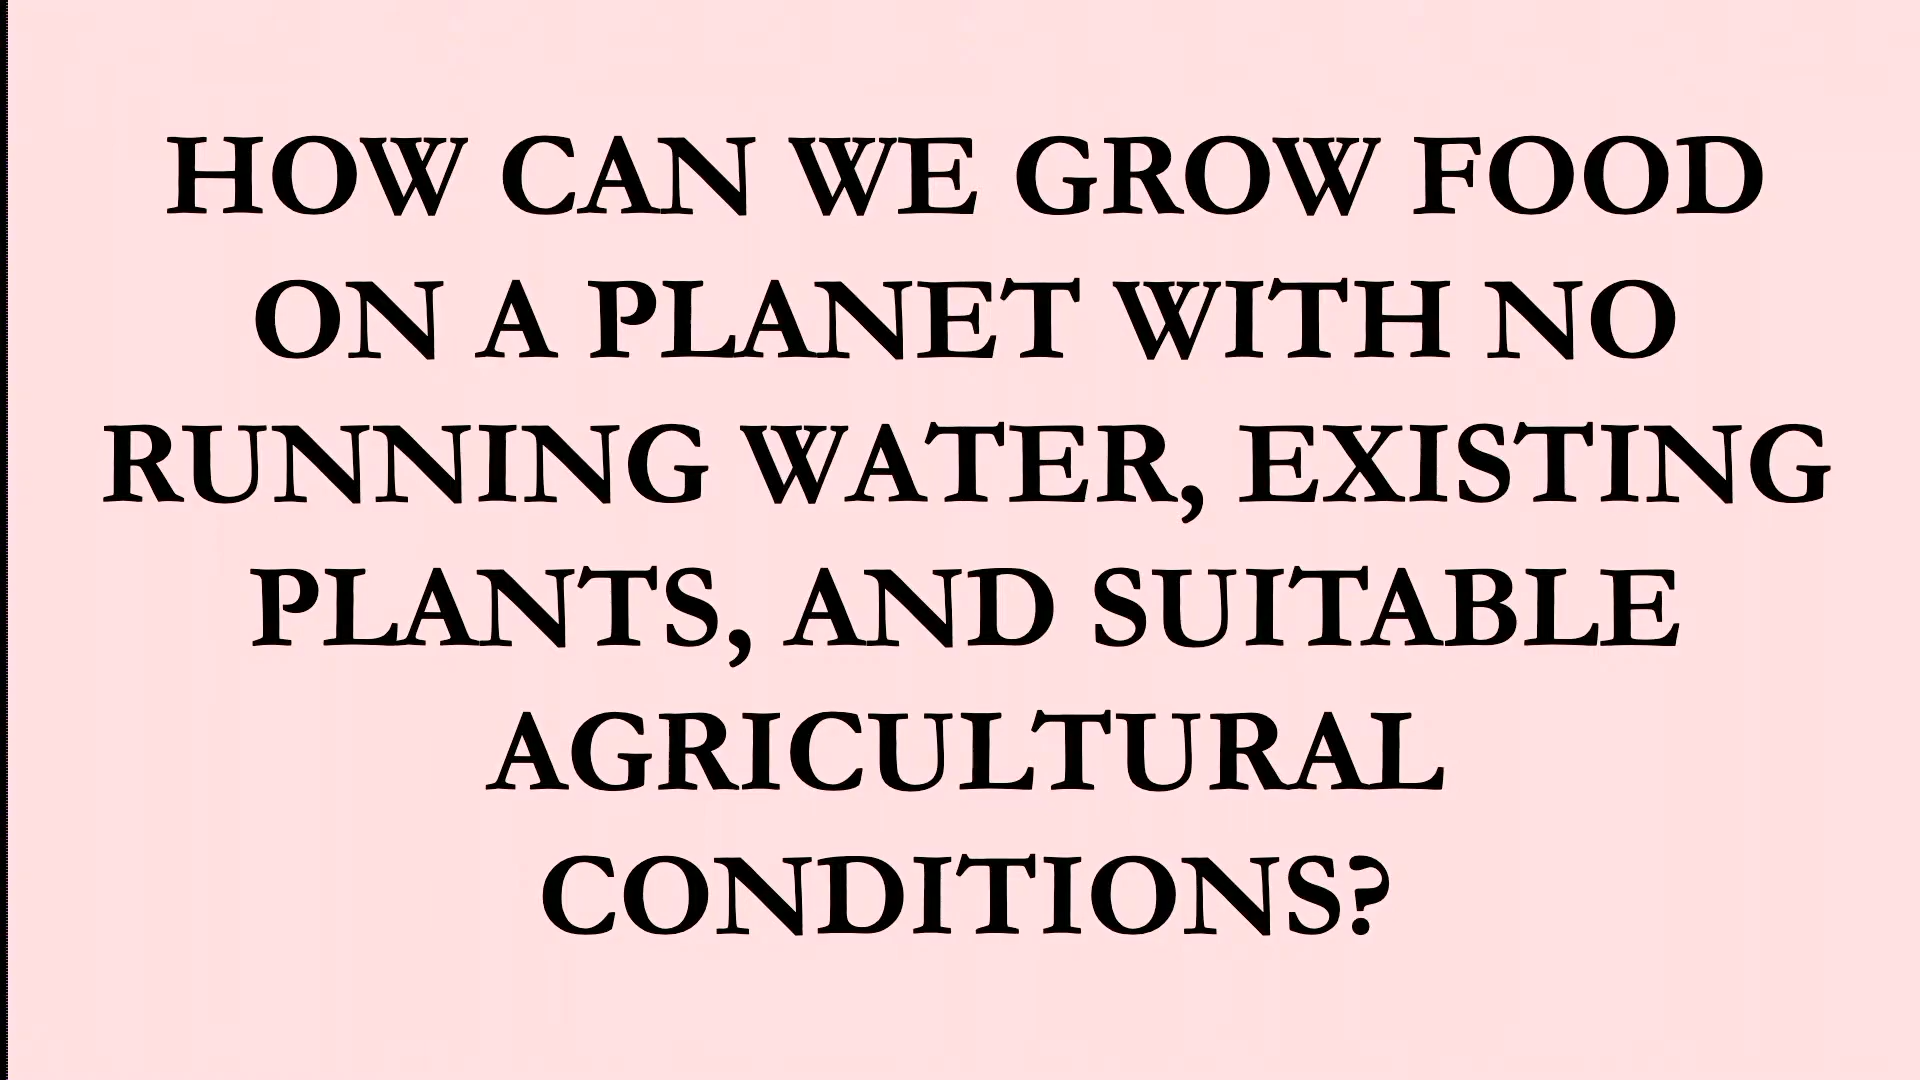 HOW CAN WE GROW FOOD
ON A PLANET WITH NO
RUNNING WATER, EXISTING
PLANTS, AND SUITABLE
AGRICULTURAL
CONDITIONS?